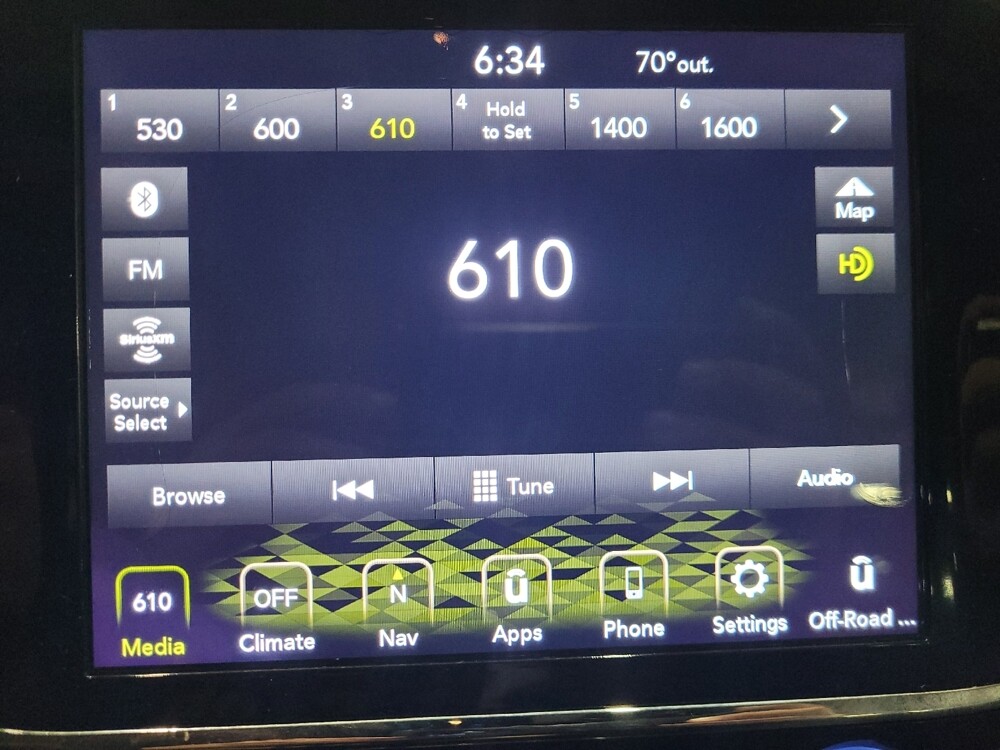 6:34 70°out.
1 530 2 600 3 610 4 Hold to Set 5 1400 6 1600
Map
FM
610
HD
SiriusXM
Source
Select
Browse Tune Audio
610 OFF N
Media Climate Nav Apps Phone Settings Off-Road ...